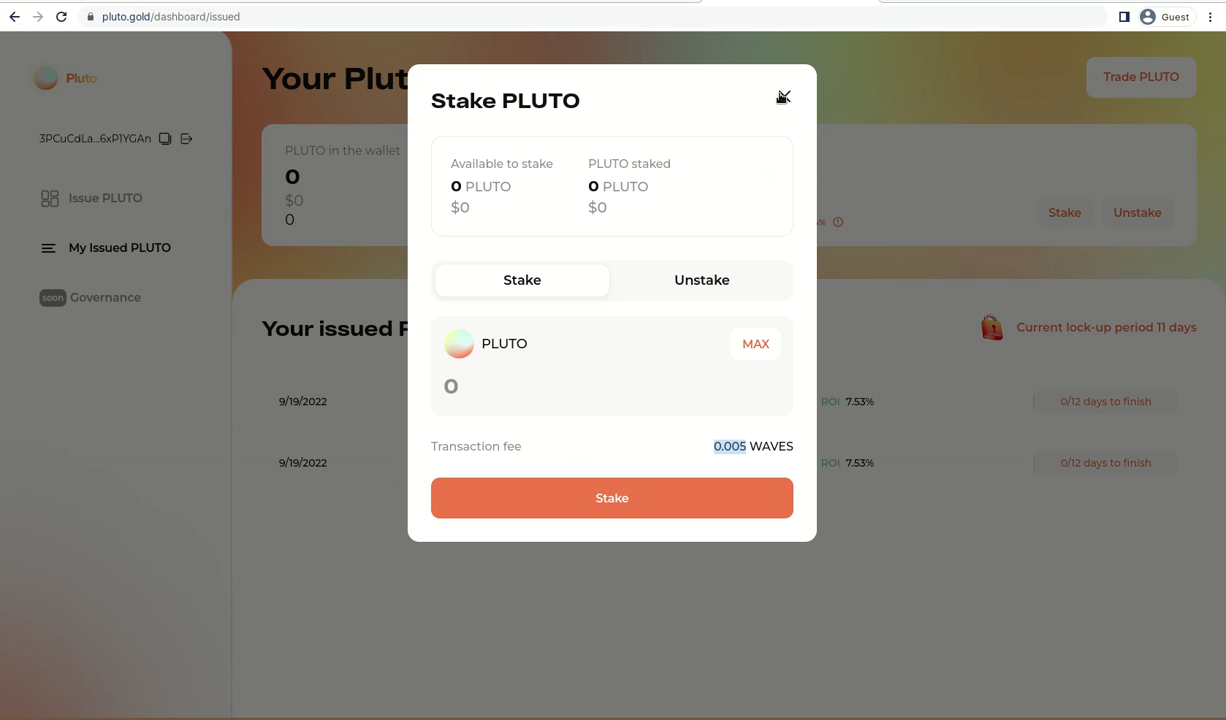 pluto.gold/dashboard/issued
Guest
Pluto
Your Plut
Trade PLUTO
3PCuCdLa...6xP1YGAn
PLUTO in the wallet
0
$0
0
Issue PLUTO
My Issued PLUTO
soon Governance
Stake PLUTO
Available to stake
0 PLUTO
$0
PLUTO staked
0 PLUTO
$0
Stake
Unstake
PLUTO
MAX
0
Transaction fee
0.005 WAVES
Stake
%
Stake
Unstake
Your issued P
Current lock-up period 11 days
9/19/2022
ROI 7.53%
0/12 days to finish
9/19/2022
ROI 7.53%
0/12 days to finish